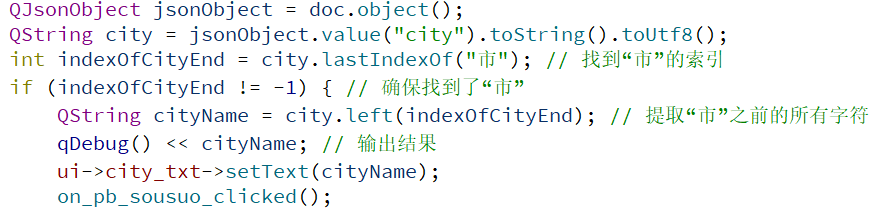 QJsonObject jsonObject = doc.object();
QString city = jsonObject.value("city").toString().toUtf8();
int indexOfCityEnd = city.lastIndexOf("市"); // 找到“市”的索引
if (indexOfCityEnd != -1) { // 确保找到了“市”
    QString cityName = city.left(indexOfCityEnd); // 提取“市”之前的所有字符
    qDebug() << cityName; // 输出结果
    ui->city_txt->setText(cityName);
    on_pb_sousuo_clicked();